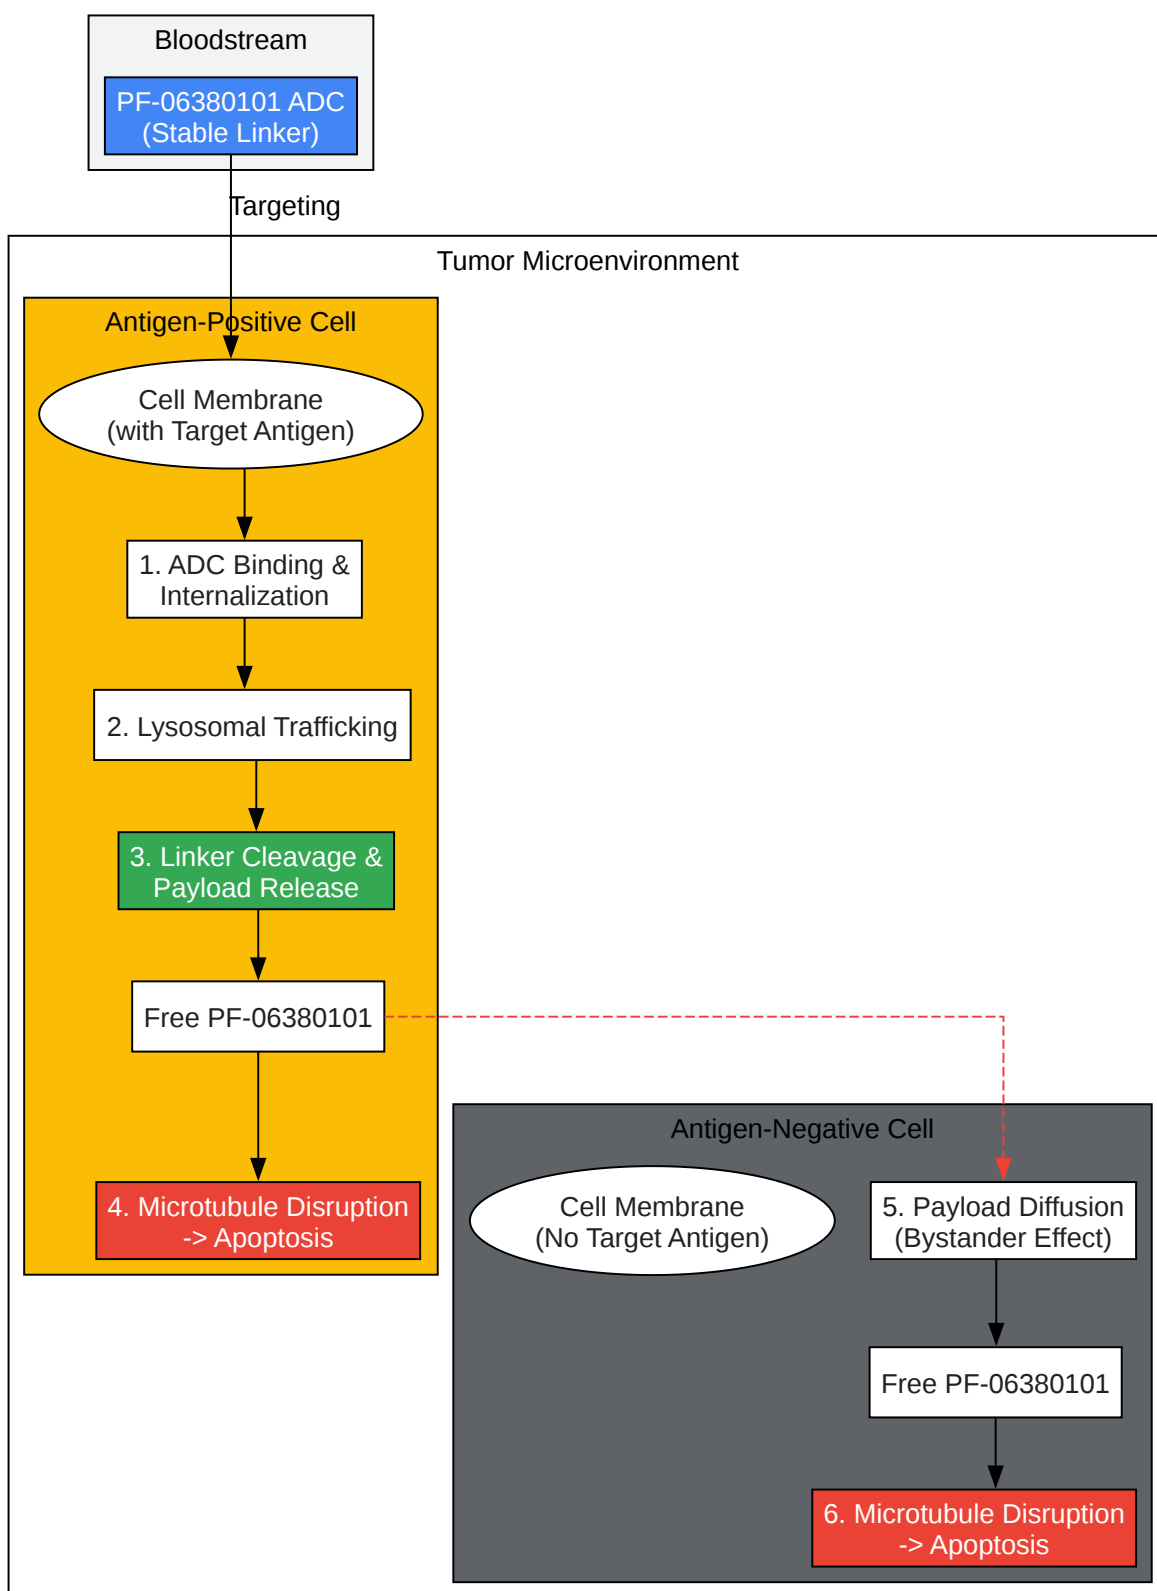 Bloodstream
PF-06380101 ADC
(Stable Linker)
Targeting
Tumor Microenvironment
Antigen-Positive Cell
Cell Membrane
(with Target Antigen)
1. ADC Binding &
Internalization
2. Lysosomal Trafficking
3. Linker Cleavage &
Payload Release
Free PF-06380101
4. Microtubule Disruption
-> Apoptosis
Antigen-Negative Cell
Cell Membrane
(No Target Antigen)
5. Payload Diffusion
(Bystander Effect)
Free PF-06380101
6. Microtubule Disruption
-> Apoptosis